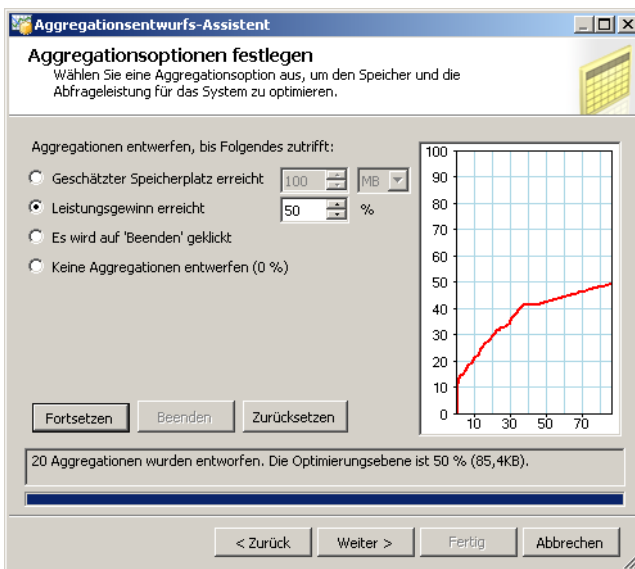 Aggregationsentwurfs-Assistent
Aggregationsoptionen festlegen
Wählen Sie eine Aggregationsoption aus, um den Speicher und die
Abfrageleistung für das System zu optimieren.
Aggregationen entwerfen, bis Folgendes zutrifft:
Geschätzter Speicherplatz erreicht 100 MB
Leistungsgewinn erreicht 50 %
Es wird auf 'Beenden' geklickt
Keine Aggregationen entwerfen (0 %)
100
90
80
70
60
50
40
30
20
10
0
10 30 50 70
Fortsetzen Beenden Zurücksetzen
20 Aggregationen wurden entworfen. Die Optimierungsebene ist 50 % (85,4KB).
< Zurück Weiter > Fertig Abbrechen